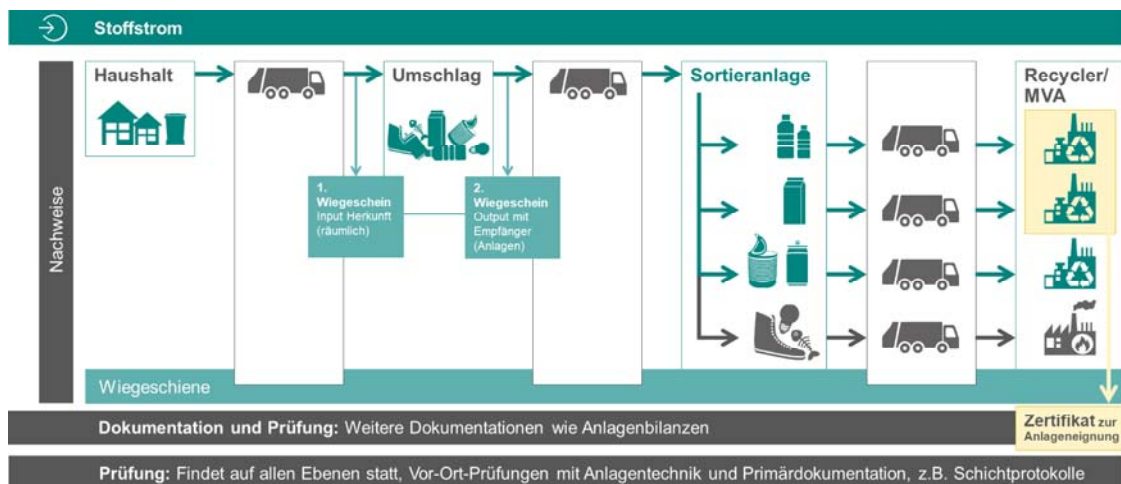 Stoffstrom
Nachweise
Haushalt
Umschlag
Sortieranlage
Recycler/
MVA
1.
Wiegeschein
Input Herkunft
(räumlich)
2.
Wiegeschein
Output mit
Empfänger
(Anlagen)
Wiegeschiene
Dokumentation und Prüfung: Weitere Dokumentationen wie Anlagenbilanzen
Zertifikat zur
Anlageneignung
Prüfung: Findet auf allen Ebenen statt, Vor-Ort-Prüfungen mit Anlagentechnik und Primärdokumentation, z.B. Schichtprotokolle